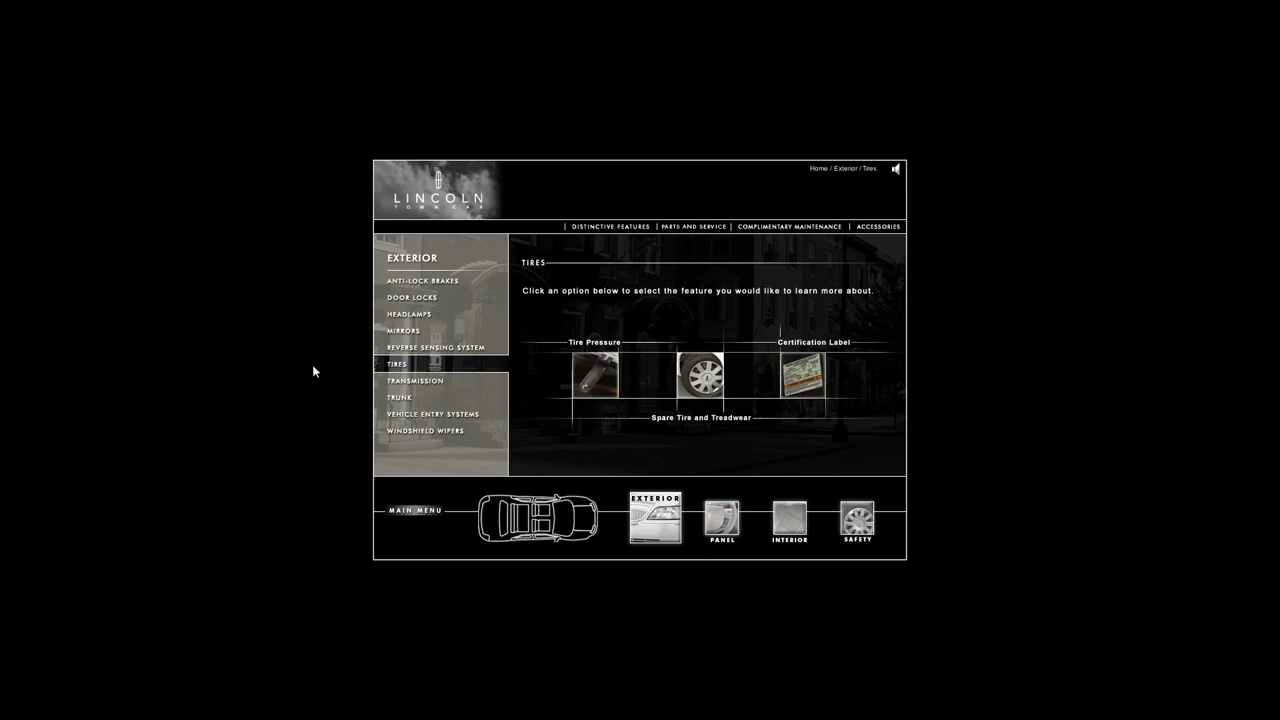 Home / Exterior / Tires
LINCOLN
TOWN CAR
DISTINCTIVE FEATURES
PARTS AND SERVICE
COMPLIMENTARY MAINTENANCE
ACCESSORIES
EXTERIOR
ANTI-LOCK BRAKES
DOOR LOCKS
HEADLAMPS
MIRRORS
REVERSE SENSING SYSTEM
TIRES
TRANSMISSION
TRUNK
VEHICLE ENTRY SYSTEMS
WINDSHIELD WIPERS
TIRES
Click an option below to select the feature you would like to learn more about.
Tire Pressure
Certification Label
Spare Tire and Treadwear
MAIN MENU
EXTERIOR
PANEL
INTERIOR
SAFETY